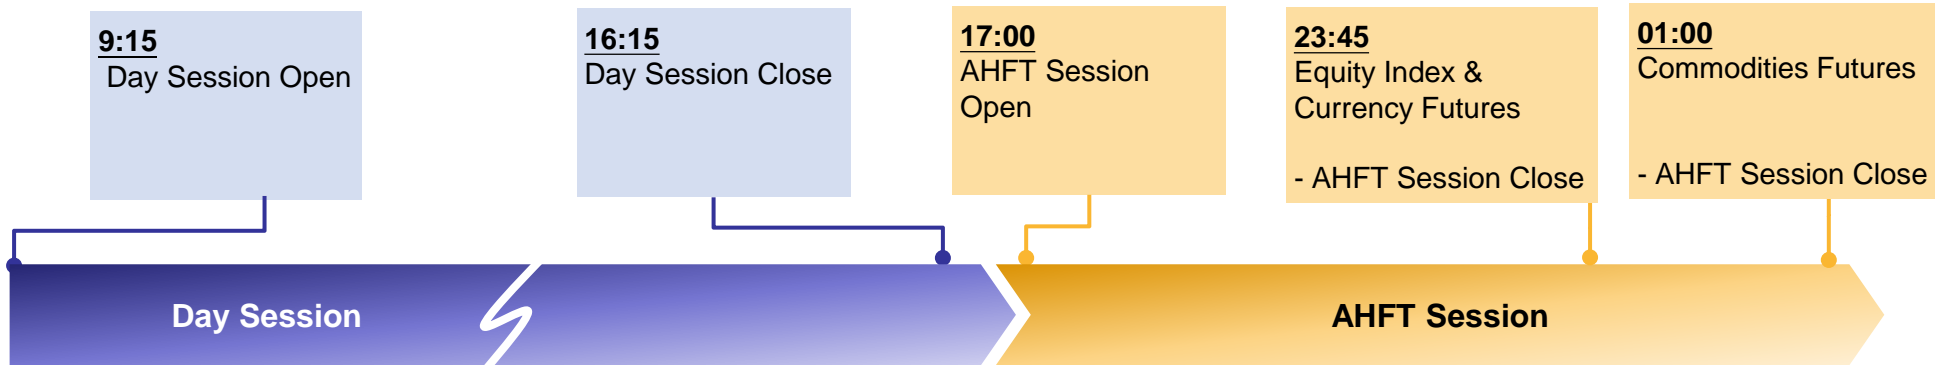 9:15
Day Session Open
16:15
Day Session Close
17:00
AHFT Session
Open
23:45
Equity Index &
Currency Futures
- AHFT Session Close
01:00
Commodities Futures
- AHFT Session Close
Day Session
AHFT Session